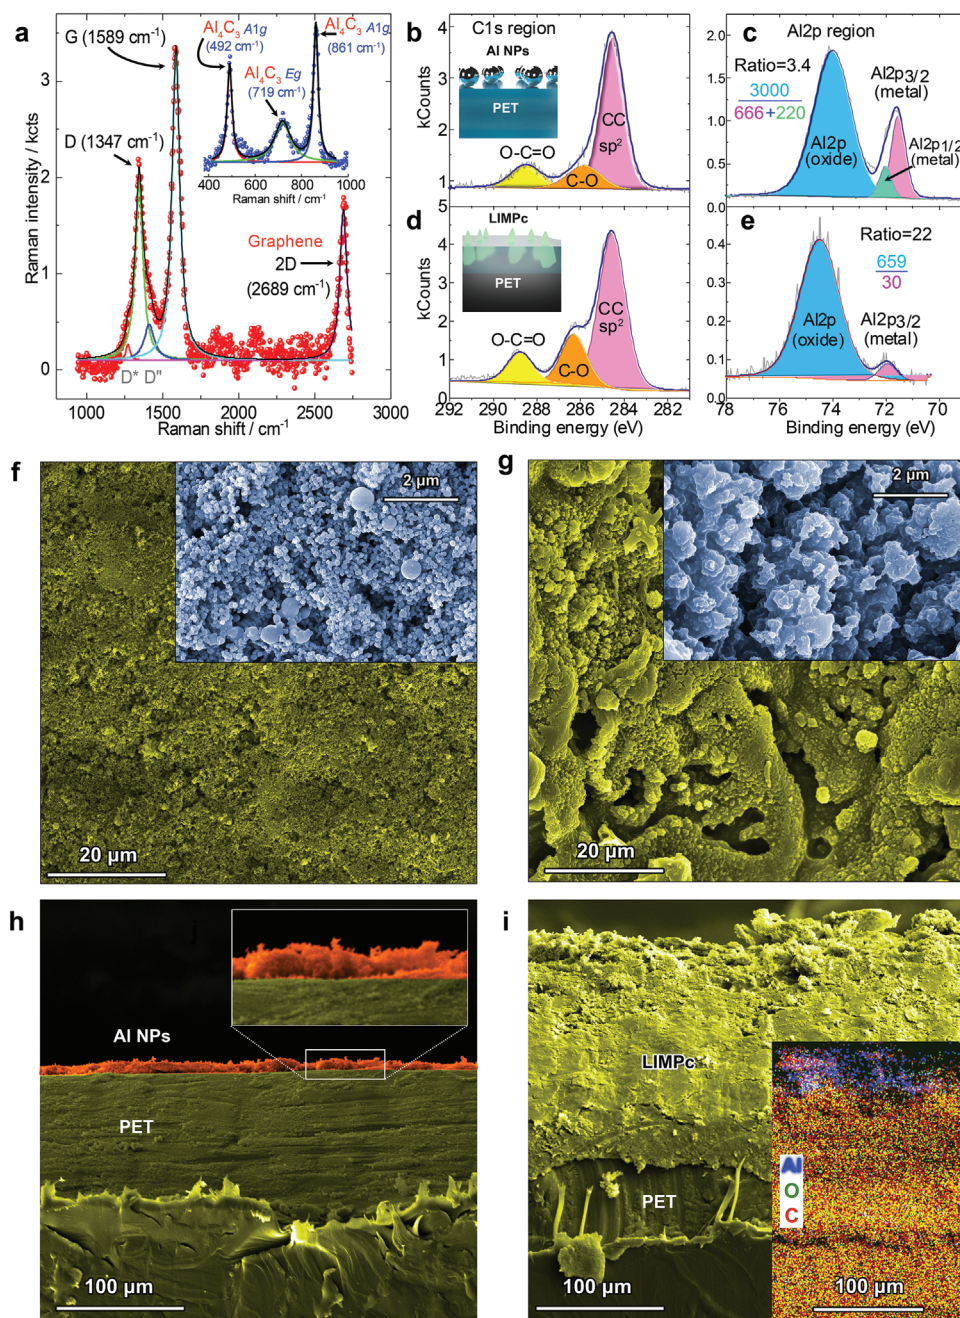 a
G (1589 cm⁻¹)
D (1347 cm⁻¹)
Al₄C₃ A1g
(492 cm⁻¹)
Al₄C₃ A1g
(861 cm⁻¹)
Al₄C₃ Eg
(719 cm⁻¹)
400 600 800 1000
Raman shift / cm⁻¹
Graphene
2D
(2689 cm⁻¹)
D* D"
Raman intensity / kcts
3
2
1
0
1000 1500 2000 2500 3000
Raman shift / cm⁻¹
b
C1s region
Al NPs
PET
O-C=O
C-O
CC
sp²
kCounts
4
3
2
1
c
Al2p region
Ratio=3.4
3000
666+220
Al2p3/2
(metal)
Al2p1/2
(metal)
Al2p
(oxide)
2.0
1.5
1.0
0.5
0.0
d
LIMPc
PET
O-C=O
C-O
CC
sp²
kCounts
5
4
3
2
1
0
292 290 288 286 284 282
Binding energy (eV)
e
Ratio=22
659
30
Al2p
(oxide)
Al2p3/2
(metal)
0.4
0.2
0.1
0.0
78 76 74 72 70
Binding energy (eV)
f
2 µm
20 µm
g
2 µm
20 µm
h
j
Al NPs
PET
100 µm
i
LIMPc
PET
Al
O
C
100 µm
100 µm